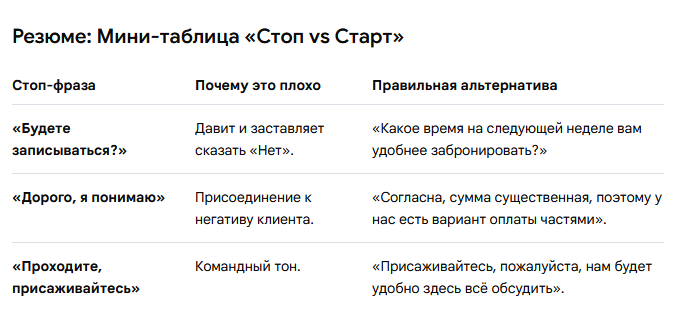 Резюме: Мини-таблица «Стоп vs Старт»
Стоп-фраза Почему это плохо Правильная альтернатива
«Будете Давит и заставляет «Какое время на следующей неделе вам
записываться?» сказать «Нет». удобнее забронировать?»
«Дорого, я понимаю» Присоединение к «Согласна, сумма существенная, поэтому у
негативу клиента. нас есть вариант оплаты частями».
«Проходите, Командный тон. «Присаживайтесь, пожалуйста, нам будет
присаживайтесь» удобно здесь всё обсудить».